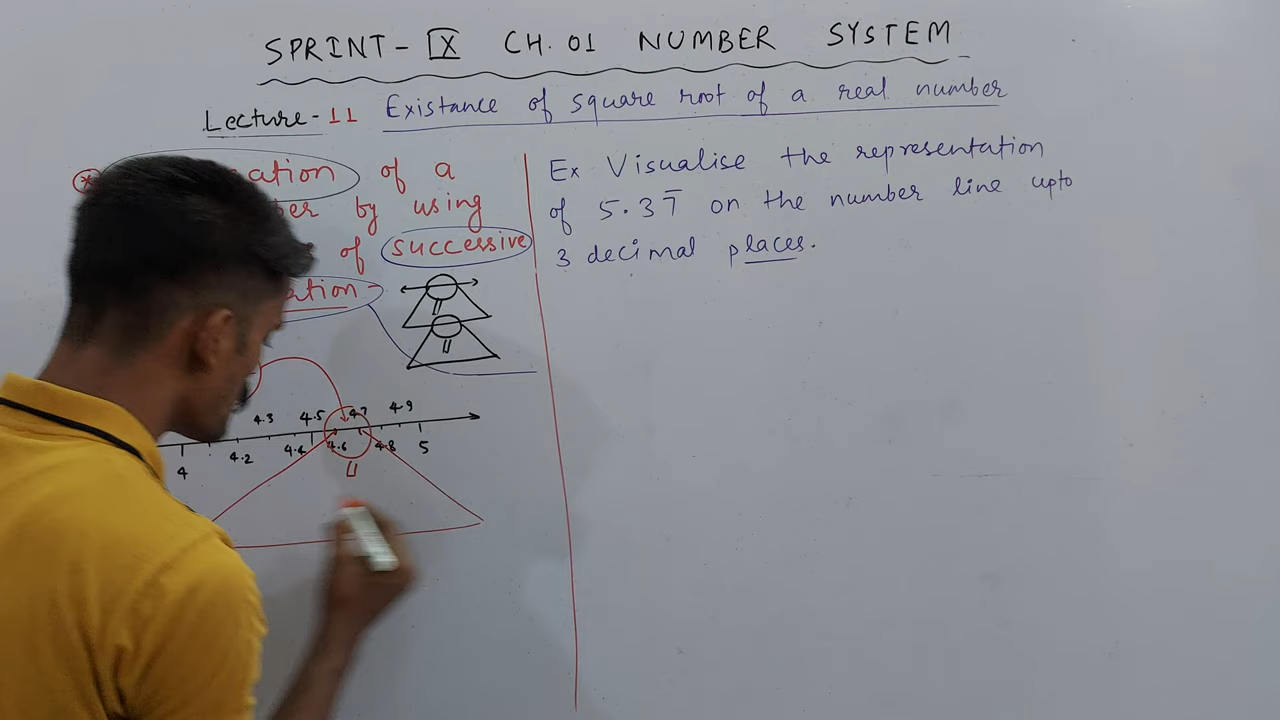 SPRINT- IX CH. 01 NUMBER SYSTEM
Lecture- 11 Existance of square root of a real number
of a
by using
of successive
Ex Visualise the representation
of 5.37̅ on the number line upto
3 decimal places.
4.3 4.5 4.7 4.9
4 4.2 4.4 4.6 4.8 5